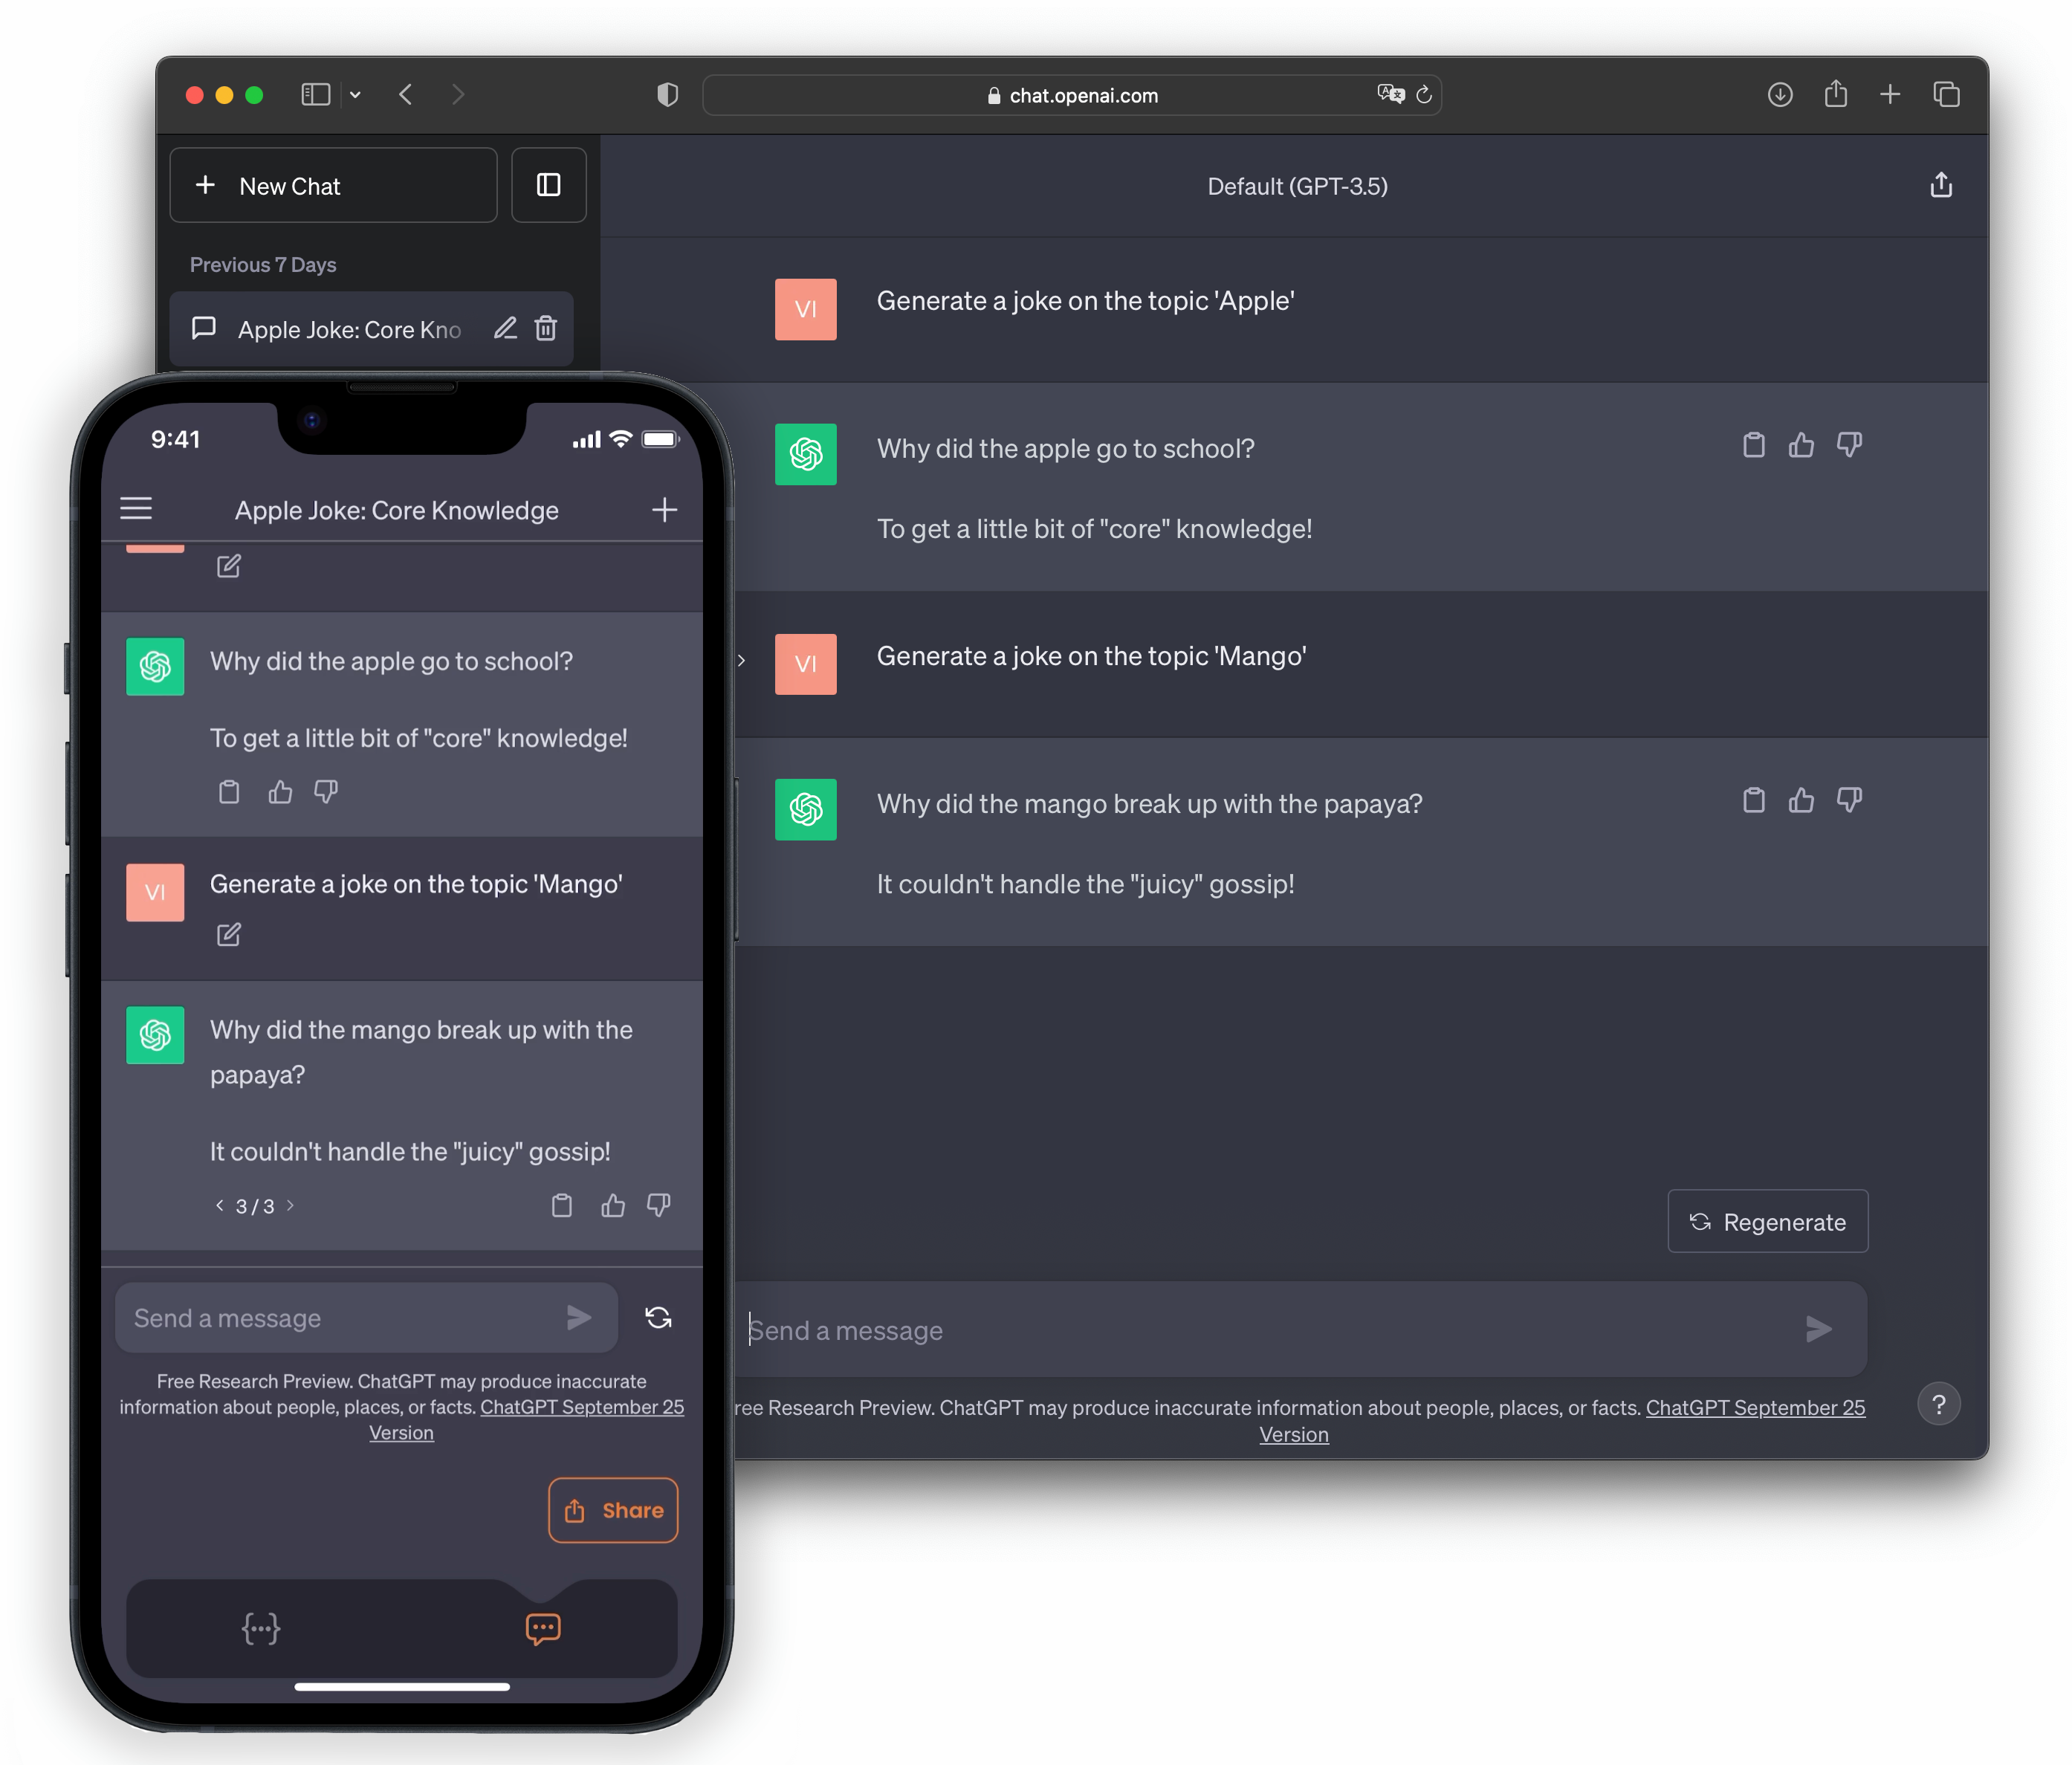 chat.openai.com
New Chat
Default (GPT-3.5)
Previous 7 Days
Apple Joke: Core Kno
VI
Generate a joke on the topic 'Apple'
Why did the apple go to school?
To get a little bit of "core" knowledge!
VI
Generate a joke on the topic 'Mango'
Why did the mango break up with the papaya?
It couldn't handle the "juicy" gossip!
Regenerate
Send a message
ree Research Preview. ChatGPT may produce inaccurate information about people, places, or facts. ChatGPT September 25
Version
?
9:41
Apple Joke: Core Knowledge
Why did the apple go to school?
To get a little bit of "core" knowledge!
VI
Generate a joke on the topic 'Mango'
Why did the mango break up with the
papaya?
It couldn't handle the "juicy" gossip!
< 3 / 3 >
Send a message
Free Research Preview. ChatGPT may produce inaccurate
information about people, places, or facts. ChatGPT September 25
Version
Share